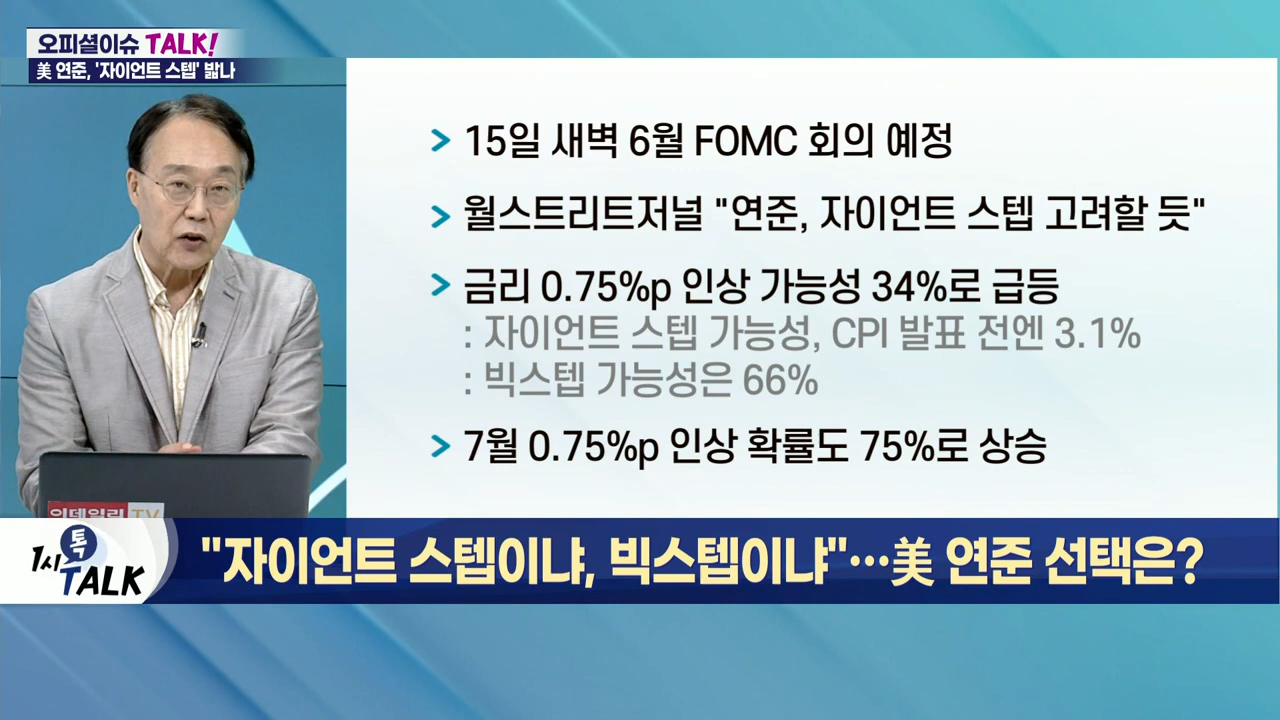 오피셜이슈 TALK!
美 연준, '자이언트 스텝' 밟나
> 15일 새벽 6월 FOMC 회의 예정
> 월스트리트저널 "연준, 자이언트 스텝 고려할 듯"
> 금리 0.75%p 인상 가능성 34%로 급등
: 자이언트 스텝 가능성, CPI 발표 전엔 3.1%
: 빅스텝 가능성은 66%
> 7월 0.75%p 인상 확률도 75%로 상승
이데일리 TV
1시 톡 TALK
"자이언트 스텝이냐, 빅스텝이냐"…美 연준 선택은?